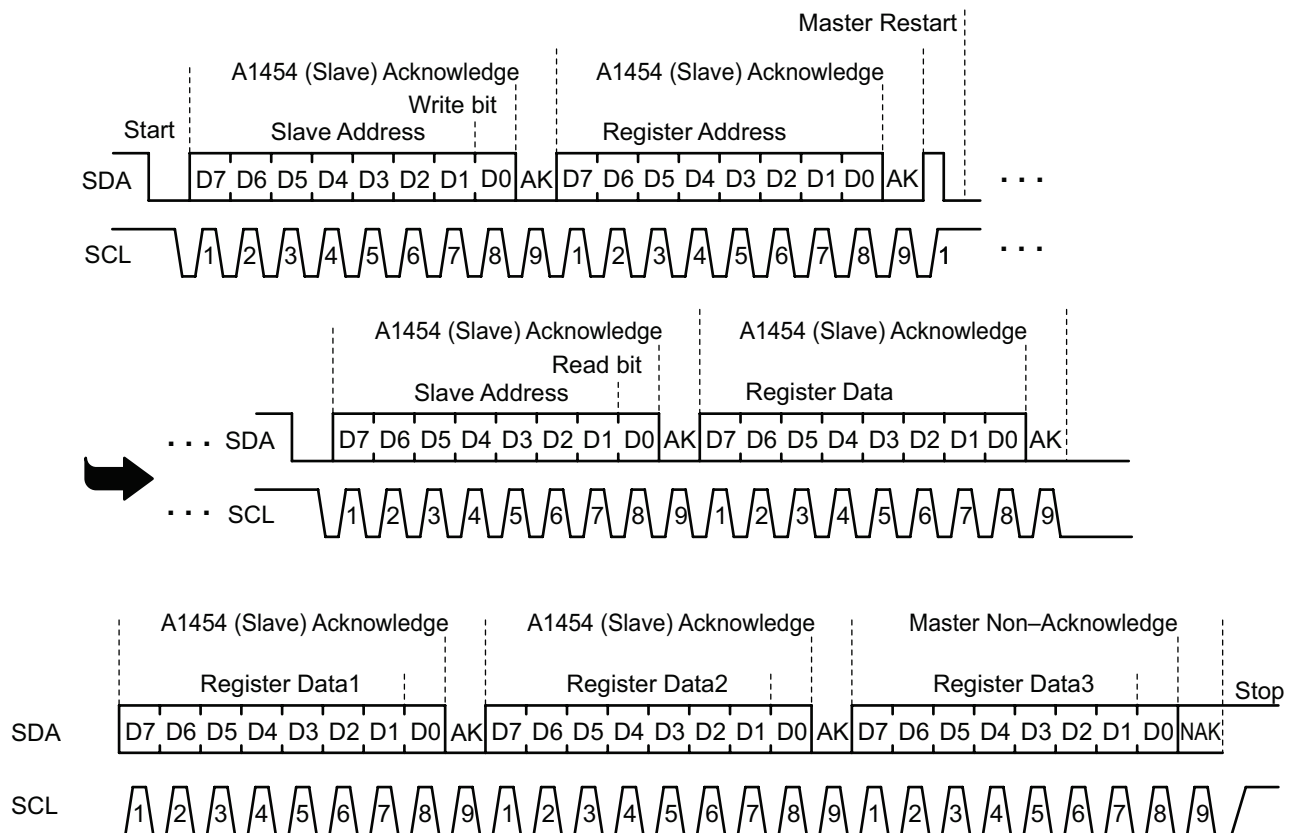 Master Restart
A1454 (Slave) Acknowledge A1454 (Slave) Acknowledge
Write bit
Start Slave Address Register Address
SDA D7 D6 D5 D4 D3 D2 D1 D0 AK D7 D6 D5 D4 D3 D2 D1 D0 AK . . .
SCL 1 2 3 4 5 6 7 8 9 1 2 3 4 5 6 7 8 9 1 . . .
A1454 (Slave) Acknowledge A1454 (Slave) Acknowledge
Read bit
Slave Address Register Data
. . . SDA D7 D6 D5 D4 D3 D2 D1 D0 AK D7 D6 D5 D4 D3 D2 D1 D0 AK
. . . SCL 1 2 3 4 5 6 7 8 9 1 2 3 4 5 6 7 8 9
A1454 (Slave) Acknowledge A1454 (Slave) Acknowledge Master Non–Acknowledge
Register Data1 Register Data2 Register Data3 Stop
SDA D7 D6 D5 D4 D3 D2 D1 D0 AK D7 D6 D5 D4 D3 D2 D1 D0 AK D7 D6 D5 D4 D3 D2 D1 D0 NAK
SCL 1 2 3 4 5 6 7 8 9 1 2 3 4 5 6 7 8 9 1 2 3 4 5 6 7 8 9